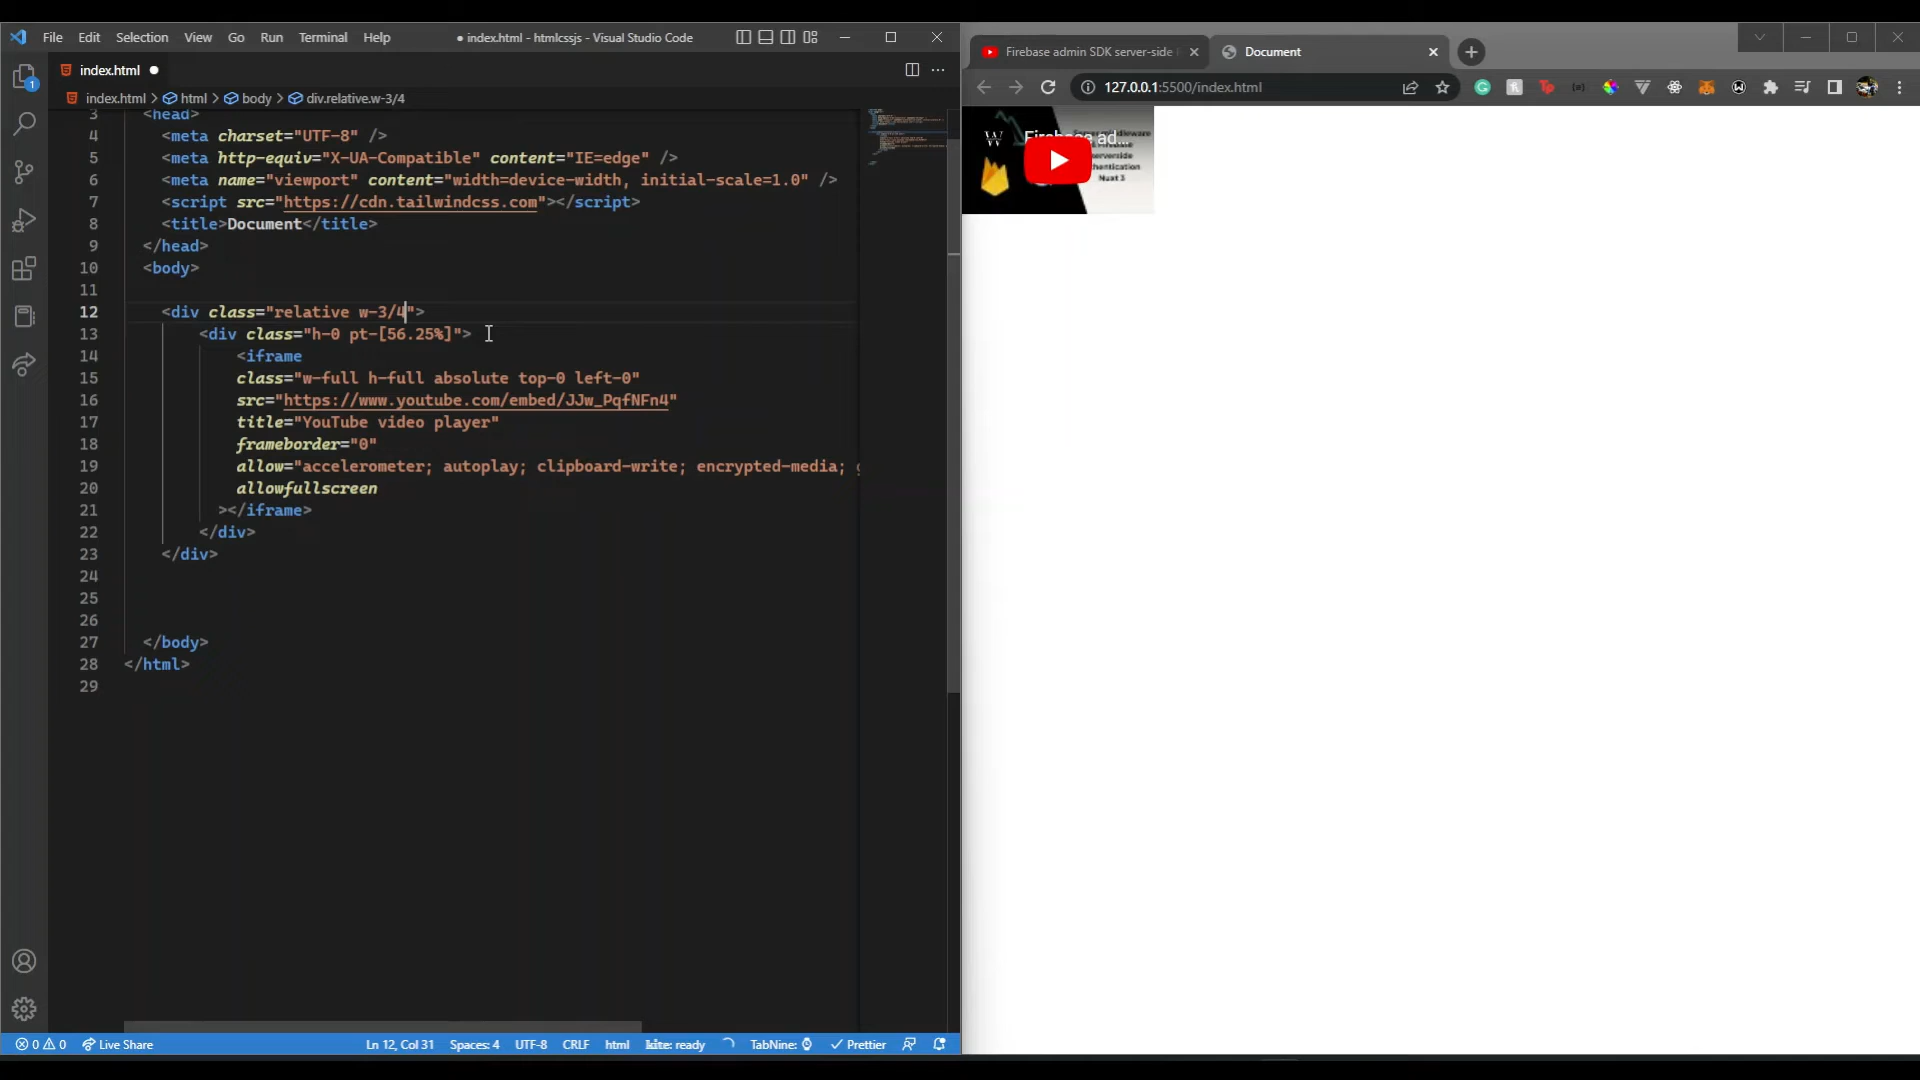 File Edit Selection View Go Run Terminal Help
● index.html - htmlcssjs - Visual Studio Code
index.html ●
index.html > html > body > div.relative.w-3/4
3 <head>
4 <meta charset="UTF-8" />
5 <meta http-equiv="X-UA-Compatible" content="IE=edge" />
6 <meta name="viewport" content="width=device-width, initial-scale=1.0" />
7 <script src="https://cdn.tailwindcss.com"></script>
8 <title>Document</title>
9 </head>
10 <body>
11
12 <div class="relative w-3/4">
13 <div class="h-0 pt-[56.25%]">
14 <iframe
15 class="w-full h-full absolute top-0 left-0"
16 src="https://www.youtube.com/embed/JJw_PqfNFn4"
17 title="YouTube video player"
18 frameborder="0"
19 allow="accelerometer; autoplay; clipboard-write; encrypted-media;
20 allowfullscreen
21 ></iframe>
22 </div>
23 </div>
24
25
26
27 </body>
28 </html>
29
1
0 0 Live Share
Ln 12, Col 31 Spaces: 4 UTF-8 CRLF html kite: ready TabNine: Prettier
Firebase admin SDK server-side
Document
127.0.0.1:5500/index.html
W Firebase ad...
middleware
serverside
Nuxt 3